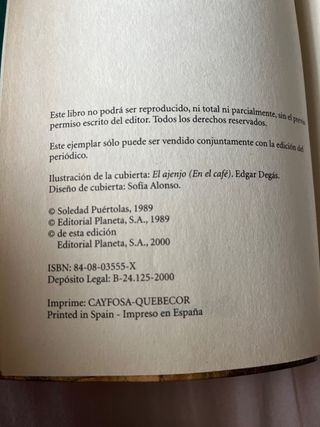 Este libro no podrá ser reproducido, ni total ni parcialmente, sin el previo
permiso escrito del editor. Todos los derechos reservados.
Este ejemplar sólo puede ser vendido conjuntamente con la edición del
periódico.
Ilustración de la cubierta: El ajenjo (En el café). Edgar Degás.
Diseño de cubierta: Sofía Alonso.
© Soledad Puértolas, 1989
© Editorial Planeta, S.A., 1989
© de esta edición
Editorial Planeta, S.A., 2000
ISBN: 84-08-03555-X
Depósito Legal: B-24.125-2000
Imprime: CAYFOSA-QUEBECOR
Printed in Spain - Impreso en España